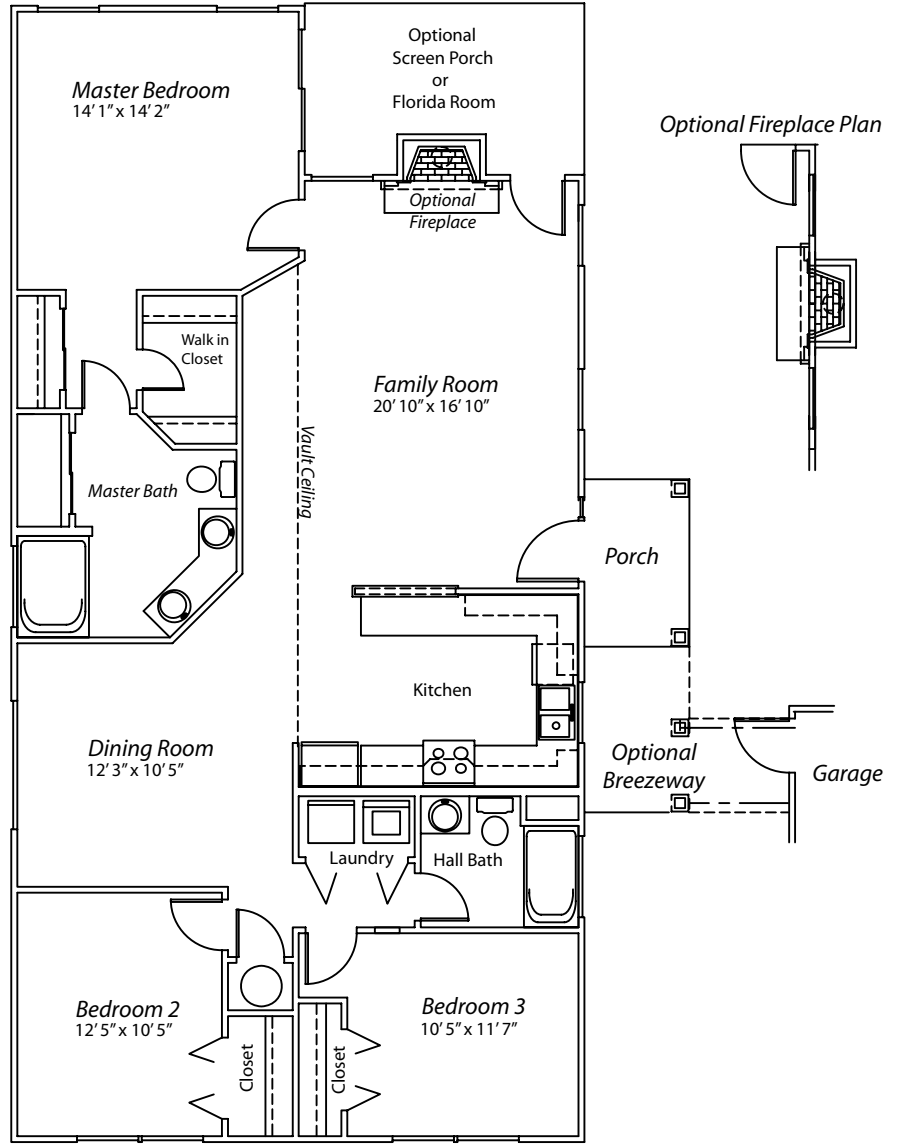 Optional
Screen Porch
or
Florida Room
Master Bedroom
14’ 1” x 14’ 2”
Optional Fireplace Plan
Optional
Fireplace
Walk in
Closet
Family Room
20’ 10” x 16’ 10”
Vault Ceiling
Master Bath
Porch
Kitchen
Dining Room
12’ 3” x 10’ 5”
Optional
Breezeway
Garage
Laundry
Hall Bath
Bedroom 2
12’ 5” x 10’ 5”
Bedroom 3
10’ 5” x 11’ 7”
Closet
Closet